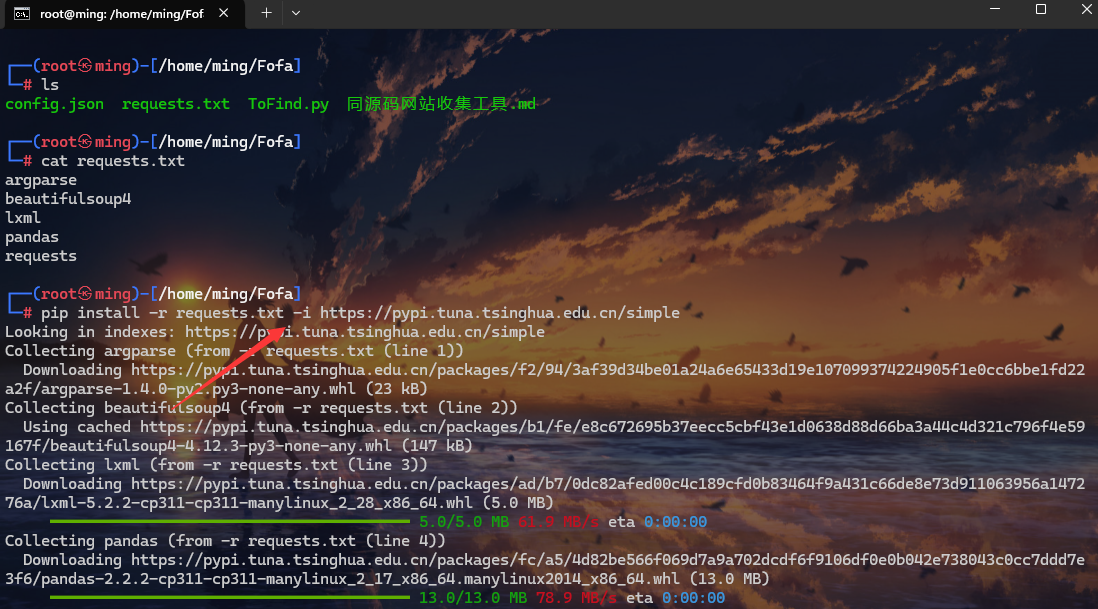 root@ming: /home/ming/Fof
┌──(root㉿ming)-[/home/ming/Fofa]
└─# ls
config.json requests.txt ToFind.py 同源码网站收集工具.md
┌──(root㉿ming)-[/home/ming/Fofa]
└─# cat requests.txt
argparse
beautifulsoup4
lxml
pandas
requests
┌──(root㉿ming)-[/home/ming/Fofa]
└─# pip install -r requests.txt -i https://pypi.tuna.tsinghua.edu.cn/simple
Looking in indexes: https://pypi.tuna.tsinghua.edu.cn/simple
Collecting argparse (from -r requests.txt (line 1))
Downloading https://pypi.tuna.tsinghua.edu.cn/packages/f2/94/3af39d34be01a24a6e65433d19e107099374224905f1e0cc6bbe1fd22
a2f/argparse-1.4.0-py2.py3-none-any.whl (23 kB)
Collecting beautifulsoup4 (from -r requests.txt (line 2))
Using cached https://pypi.tuna.tsinghua.edu.cn/packages/b1/fe/e8c672695b37eecc5cbf43e1d0638d88d66ba3a44c4d321c796f4e59
167f/beautifulsoup4-4.12.3-py3-none-any.whl (147 kB)
Collecting lxml (from -r requests.txt (line 3))
Downloading https://pypi.tuna.tsinghua.edu.cn/packages/ad/b7/0dc82afed00c4c189cfd0b83464f9a431c66de8e73d911063956a1472
76a/lxml-5.2.2-cp311-cp311-manylinux_2_28_x86_64.whl (5.0 MB)
5.0/5.0 MB 61.9 MB/s eta 0:00:00
Collecting pandas (from -r requests.txt (line 4))
Downloading https://pypi.tuna.tsinghua.edu.cn/packages/fc/a5/4d82be566f069d7a9a702dcdf6f9106df0e0b042e738043c0cc7ddd7e
3f6/pandas-2.2.2-cp311-cp311-manylinux_2_17_x86_64.manylinux2014_x86_64.whl (13.0 MB)
13.0/13.0 MB 78.9 MB/s eta 0:00:00